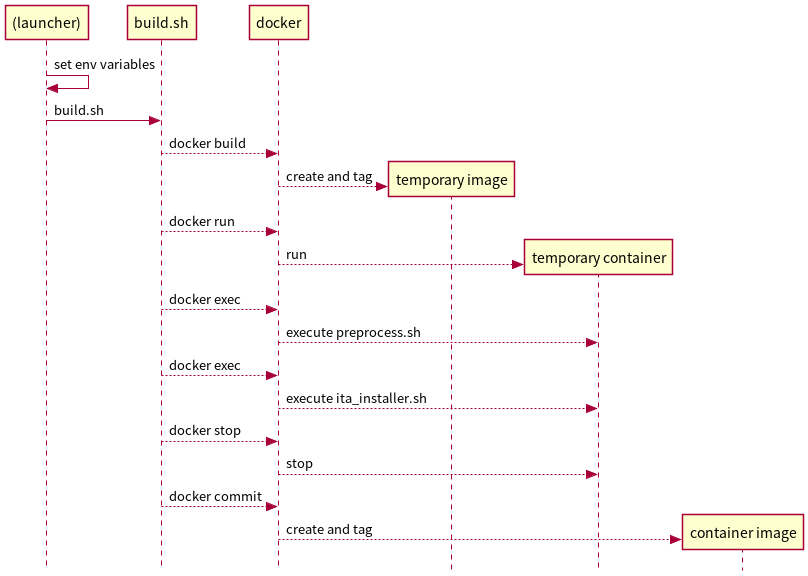 (launcher)
build.sh
docker
set env variables
build.sh
docker build
create and tag
temporary image
docker run
run
temporary container
docker exec
execute preprocess.sh
docker exec
execute ita_installer.sh
docker stop
stop
docker commit
create and tag
container image